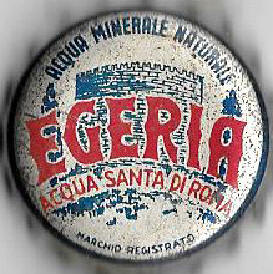 ACQUA MINERALE NATURALE
EGERIA
ACQUA SANTA DI ROMA
MARCHIO REGISTRATO